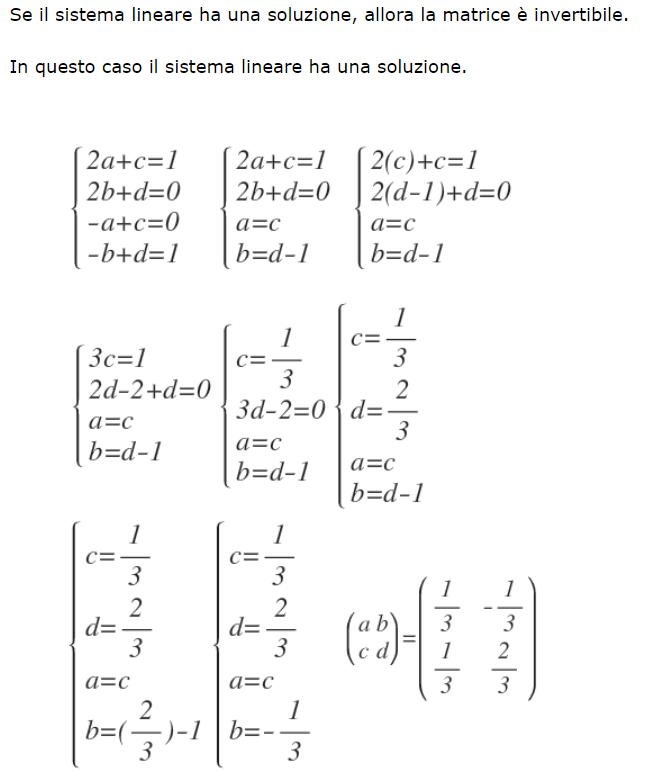 Se il sistema lineare ha una soluzione, allora la matrice è invertibile.
In questo caso il sistema lineare ha una soluzione.
2a+c=1 2a+c=1 2(c)+c=1
2b+d=0 2b+d=0 2(d-1)+d=0
-a+c=0 a=c a=c
-b+d=1 b=d-1 b=d-1
3c=1 c=1/3 c=1/3
2d-2+d=0 3d-2=0 d=2/3
a=c a=c a=c
b=d-1 b=d-1 b=d-1
c=1/3 c=1/3
d=2/3 d=2/3
a=c a=c
b=(2/3)-1 b=-1/3
(a b) = (1/3 -1/3)
(c d) (1/3 2/3)